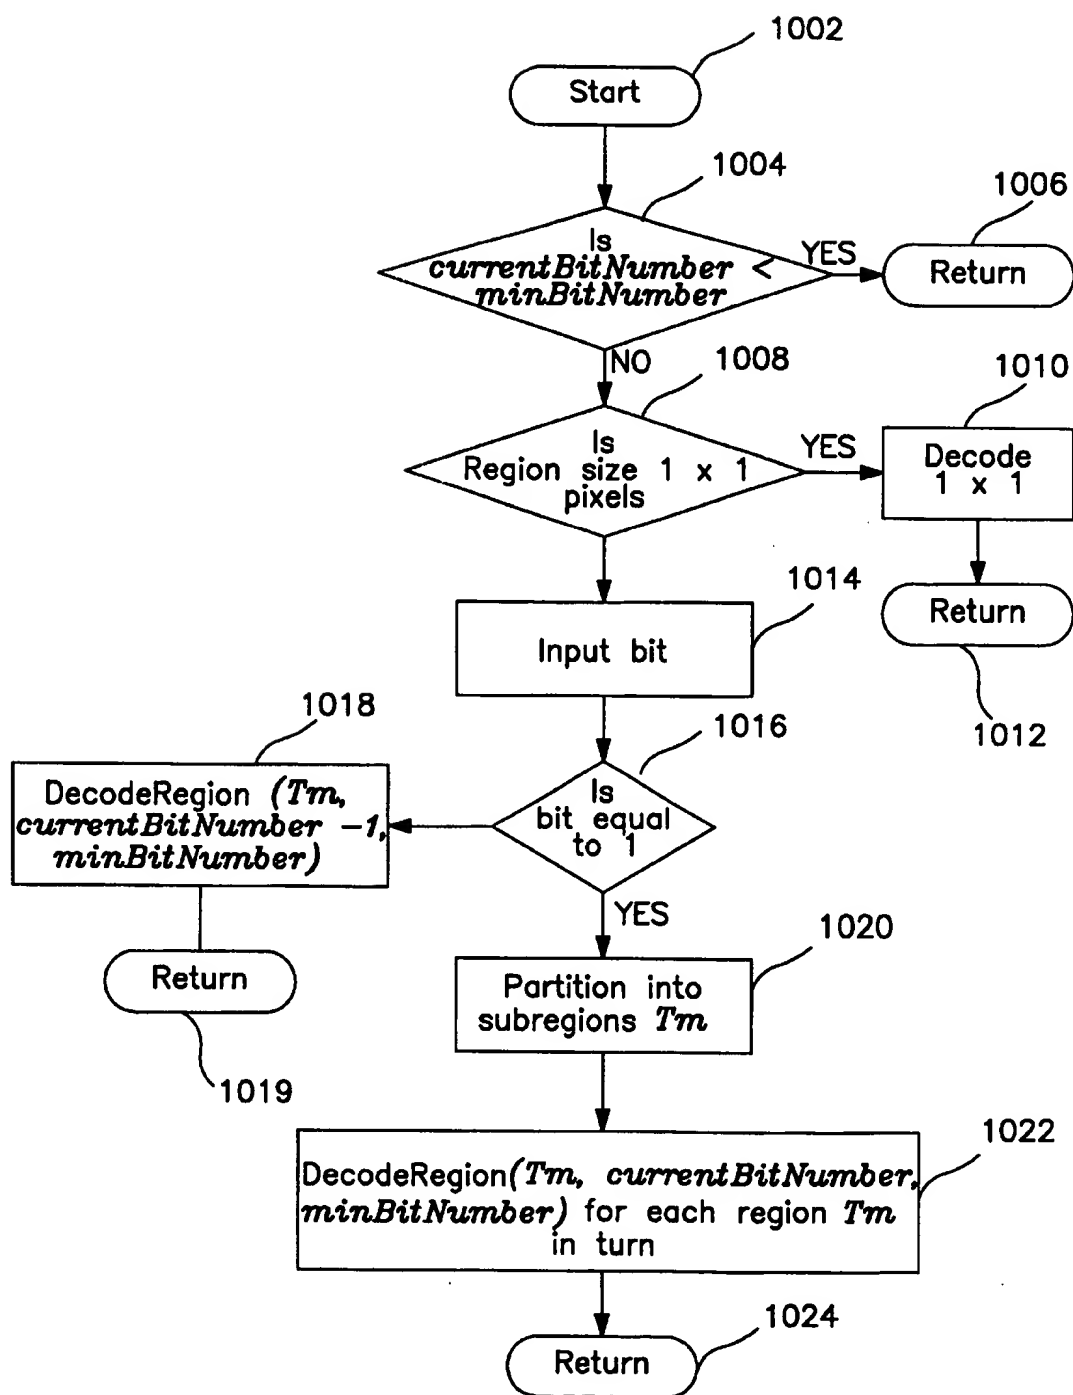 1002
Start
1004
1006
Is
currentBitNumber <
minBitNumber
YES
Return
NO
1008
1010
Is
Region size 1 x 1
pixels
YES
Decode
1 x 1
1014
Return
Input bit
1012
1018
1016
DecodeRegion (Tm,
currentBitNumber -1,
minBitNumber)
Is
bit equal
to 1
YES
1020
Return
Partition into
subregions Tm
1019
1022
DecodeRegion(Tm, currentBitNumber,
minBitNumber) for each region Tm
in turn
1024
Return